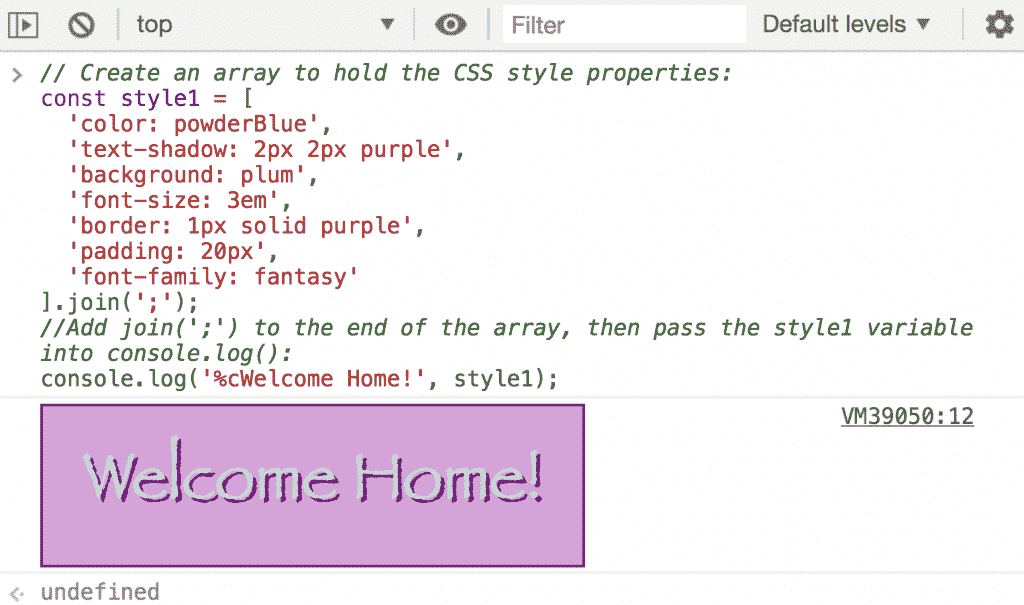 top Filter Default levels
// Create an array to hold the CSS style properties:
const style1 = [
'color: powderBlue',
'text-shadow: 2px 2px purple',
'background: plum',
'font-size: 3em',
'border: 1px solid purple',
'padding: 20px',
'font-family: fantasy'
].join(';');
//Add join(';') to the end of the array, then pass the style1 variable
into console.log():
console.log('%cWelcome Home!', style1);
VM39050:12
Welcome Home!
undefined